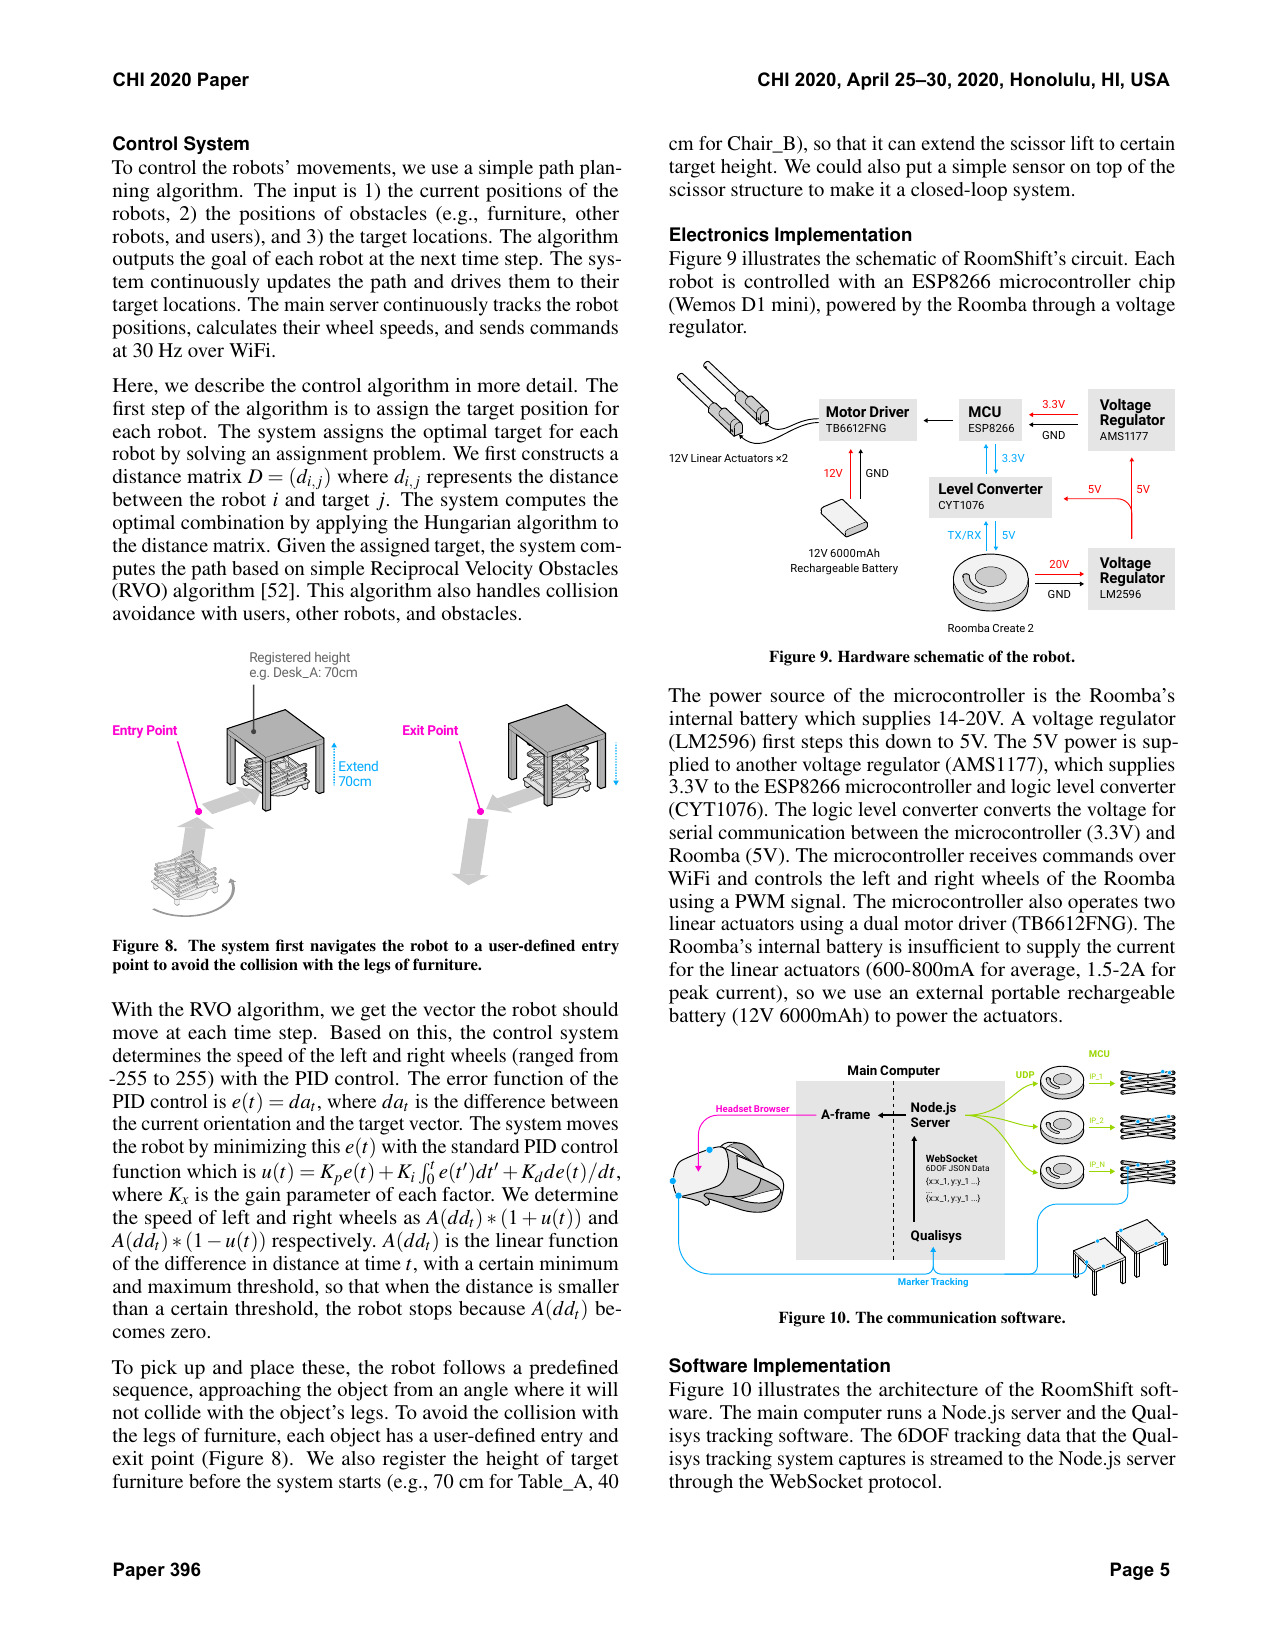 CHI 2020 Paper
CHI 2020, April 25–30, 2020, Honolulu, HI, USA
Control System
To control the robots' movements, we use a simple path plan-
ning algorithm. The input is 1) the current positions of the
robots, 2) the positions of obstacles (e.g., furniture, other
robots, and users), and 3) the target locations. The algorithm
outputs the goal of each robot at the next time step. The sys-
tem continuously updates the path and drives them to their
target locations. The main server continuously tracks the robot
positions, calculates their wheel speeds, and sends commands
at 30 Hz over WiFi.
Here, we describe the control algorithm in more detail. The
first step of the algorithm is to assign the target position for
each robot. The system assigns the optimal target for each
robot by solving an assignment problem. We first constructs a
distance matrix D = (d_{i,j}) where d_{i,j} represents the distance
between the robot i and target j. The system computes the
optimal combination by applying the Hungarian algorithm to
the distance matrix. Given the assigned target, the system com-
putes the path based on simple Reciprocal Velocity Obstacles
(RVO) algorithm [52]. This algorithm also handles collision
avoidance with users, other robots, and obstacles.
Registered height
e.g. Desk_A: 70cm
Entry Point
Extend
70cm
Exit Point
Figure 8. The system first navigates the robot to a user-defined entry
point to avoid the collision with the legs of furniture.
With the RVO algorithm, we get the vector the robot should
move at each time step. Based on this, the control system
determines the speed of the left and right wheels (ranged from
-255 to 255) with the PID control. The error function of the
PID control is e(t) = da_t, where da_t is the difference between
the current orientation and the target vector. The system moves
the robot by minimizing this e(t) with the standard PID control
function which is u(t) = K_p e(t) + K_i ∫_0^t e(t′)dt′ + K_d de(t)/dt,
where K_x is the gain parameter of each factor. We determine
the speed of left and right wheels as A(dd_t) ∗ (1 + u(t)) and
A(dd_t) ∗ (1 − u(t)) respectively. A(dd_t) is the linear function
of the difference in distance at time t, with a certain minimum
and maximum threshold, so that when the distance is smaller
than a certain threshold, the robot stops because A(dd_t) be-
comes zero.
To pick up and place these, the robot follows a predefined
sequence, approaching the object from an angle where it will
not collide with the object's legs. To avoid the collision with
the legs of furniture, each object has a user-defined entry and
exit point (Figure 8). We also register the height of target
furniture before the system starts (e.g., 70 cm for Table_A, 40
cm for Chair_B), so that it can extend the scissor lift to certain
target height. We could also put a simple sensor on top of the
scissor structure to make it a closed-loop system.
Electronics Implementation
Figure 9 illustrates the schematic of RoomShift's circuit. Each
robot is controlled with an ESP8266 microcontroller chip
(Wemos D1 mini), powered by the Roomba through a voltage
regulator.
12V Linear Actuators ×2
Motor Driver
TB6612FNG
MCU
ESP8266
3.3V
GND
Voltage
Regulator
AMS1177
12V
GND
3.3V
Level Converter
CYT1076
5V
5V
12V 6000mAh
Rechargeable Battery
TX/RX
5V
20V
GND
Voltage
Regulator
LM2596
Roomba Create 2
Figure 9. Hardware schematic of the robot.
The power source of the microcontroller is the Roomba's
internal battery which supplies 14-20V. A voltage regulator
(LM2596) first steps this down to 5V. The 5V power is sup-
plied to another voltage regulator (AMS1177), which supplies
3.3V to the ESP8266 microcontroller and logic level converter
(CYT1076). The logic level converter converts the voltage for
serial communication between the microcontroller (3.3V) and
Roomba (5V). The microcontroller receives commands over
WiFi and controls the left and right wheels of the Roomba
using a PWM signal. The microcontroller also operates two
linear actuators using a dual motor driver (TB6612FNG). The
Roomba's internal battery is insufficient to supply the current
for the linear actuators (600-800mA for average, 1.5-2A for
peak current), so we use an external portable rechargeable
battery (12V 6000mAh) to power the actuators.
Main Computer
MCU
UDP
IP_1
IP_2
IP_N
Headset Browser
A-frame
Node.js
Server
WebSocket
6DOF JSON Data
{x:x_1, y:y_1 ...}
...
{x:x_1, y:y_1 ...}
Qualisys
Marker Tracking
Figure 10. The communication software.
Software Implementation
Figure 10 illustrates the architecture of the RoomShift soft-
ware. The main computer runs a Node.js server and the Qual-
isys tracking software. The 6DOF tracking data that the Qual-
isys tracking system captures is streamed to the Node.js server
through the WebSocket protocol.
Paper 396
Page 5